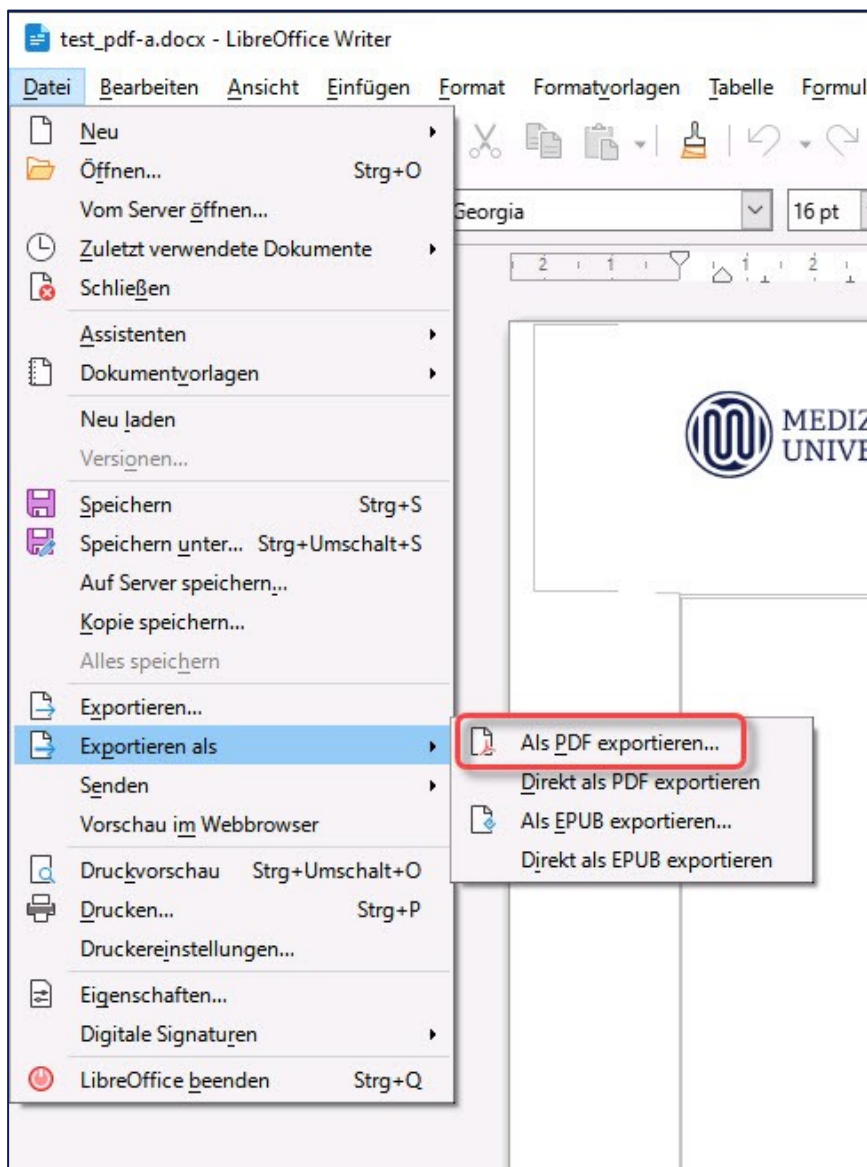 test_pdf-a.docx - LibreOffice Writer
Datei Bearbeiten Ansicht Einfügen Format Formatvorlagen Tabelle Formul
Neu
Öffnen... Strg+O
Vom Server öffnen...
Georgia 16 pt
Zuletzt verwendete Dokumente
2 1 1 2
Schließen
Assistenten
Dokumentvorlagen
Neu laden
MEDIZ
UNIVE
Versionen...
Speichern Strg+S
Speichern unter... Strg+Umschalt+S
Auf Server speichern...
Kopie speichern...
Alles speichern
Exportieren...
Exportieren als
Als PDF exportieren...
Direkt als PDF exportieren
Als EPUB exportieren...
Direkt als EPUB exportieren
Senden
Vorschau im Webbrowser
Druckvorschau Strg+Umschalt+O
Drucken... Strg+P
Druckereinstellungen...
Eigenschaften...
Digitale Signaturen
LibreOffice beenden Strg+Q